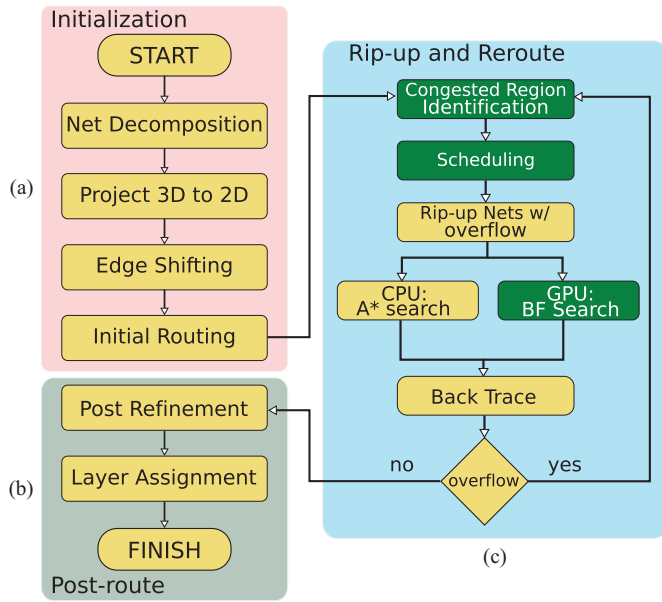 Initialization
START
Net Decomposition
Project 3D to 2D
Edge Shifting
Initial Routing
(a)
Post Refinement
Layer Assignment
FINISH
Post-route
(b)
Rip-up and Reroute
Congested Region
Identification
Scheduling
Rip-up Nets w/
overflow
CPU:
A* search
GPU:
BF Search
Back Trace
no
overflow
yes
(c)